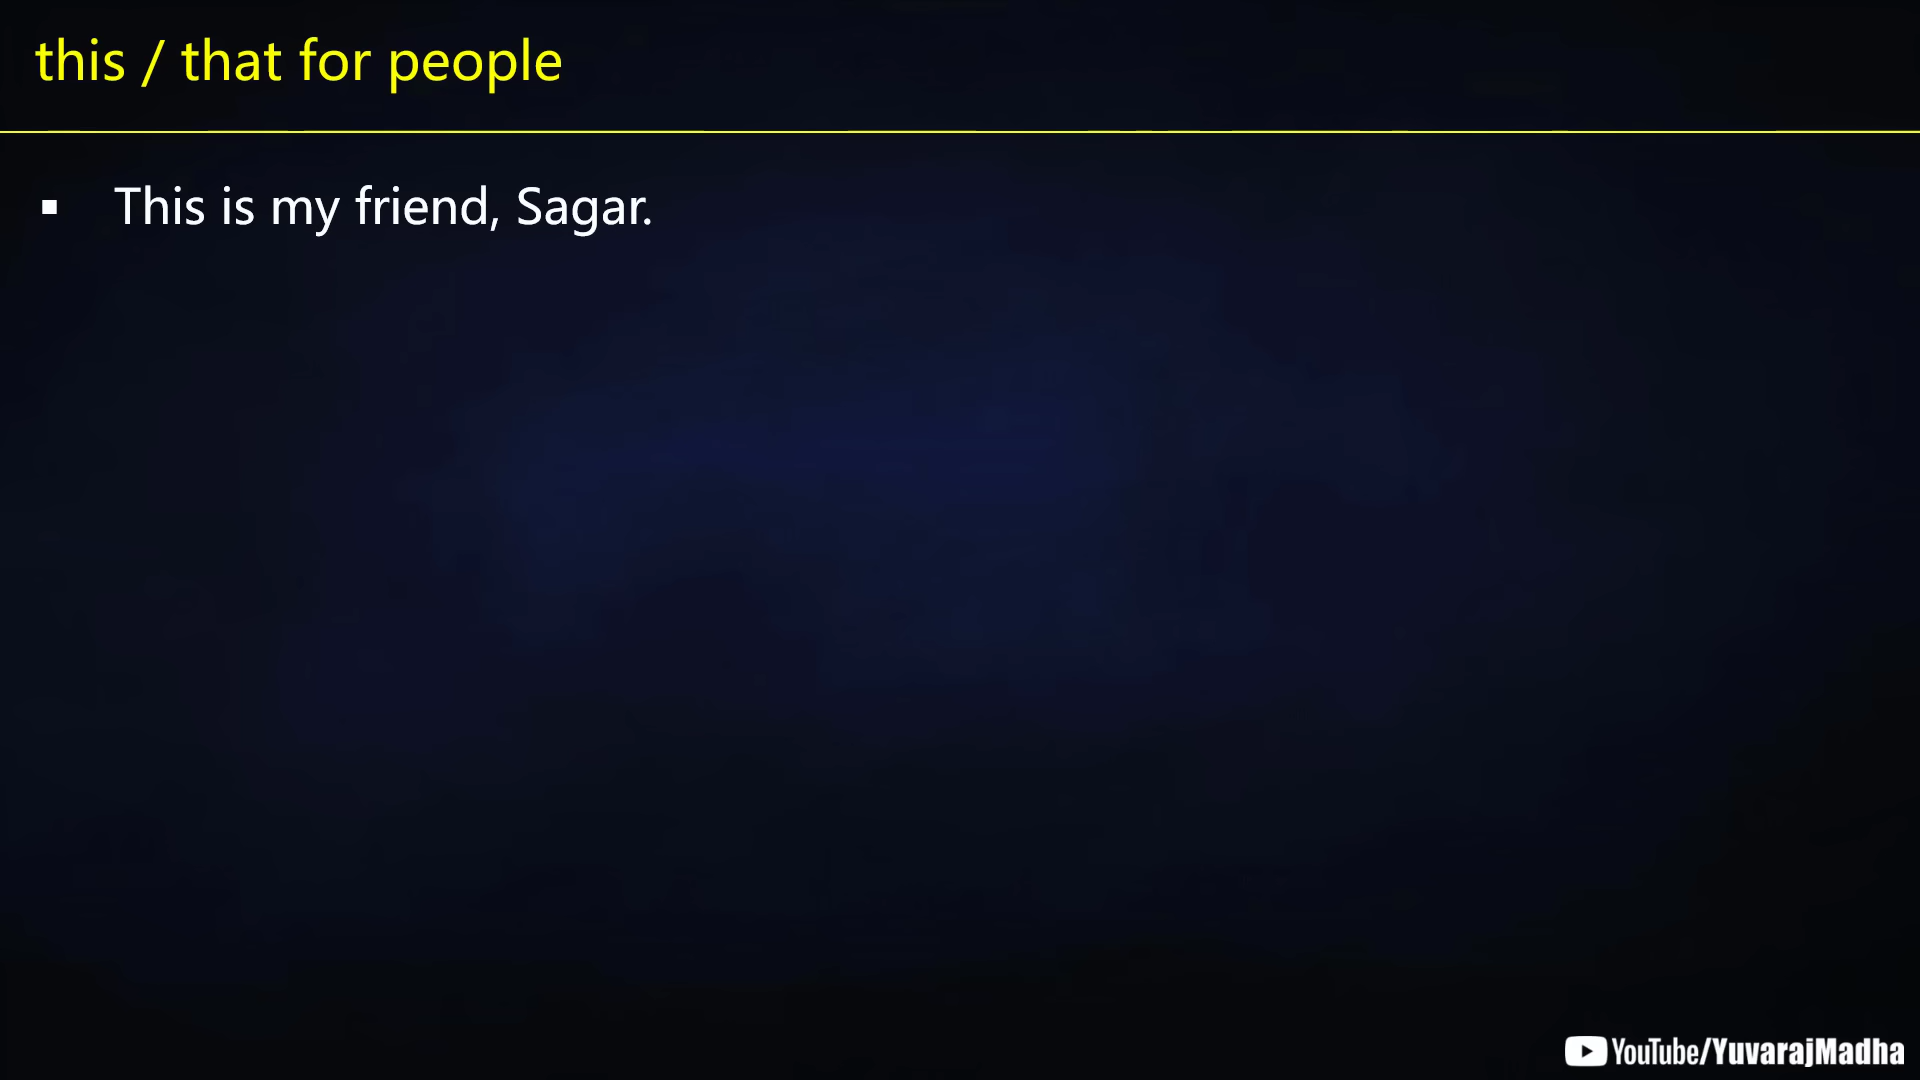 this / that for people
▪ This is my friend, Sagar.
YouTube/YuvarajMadha